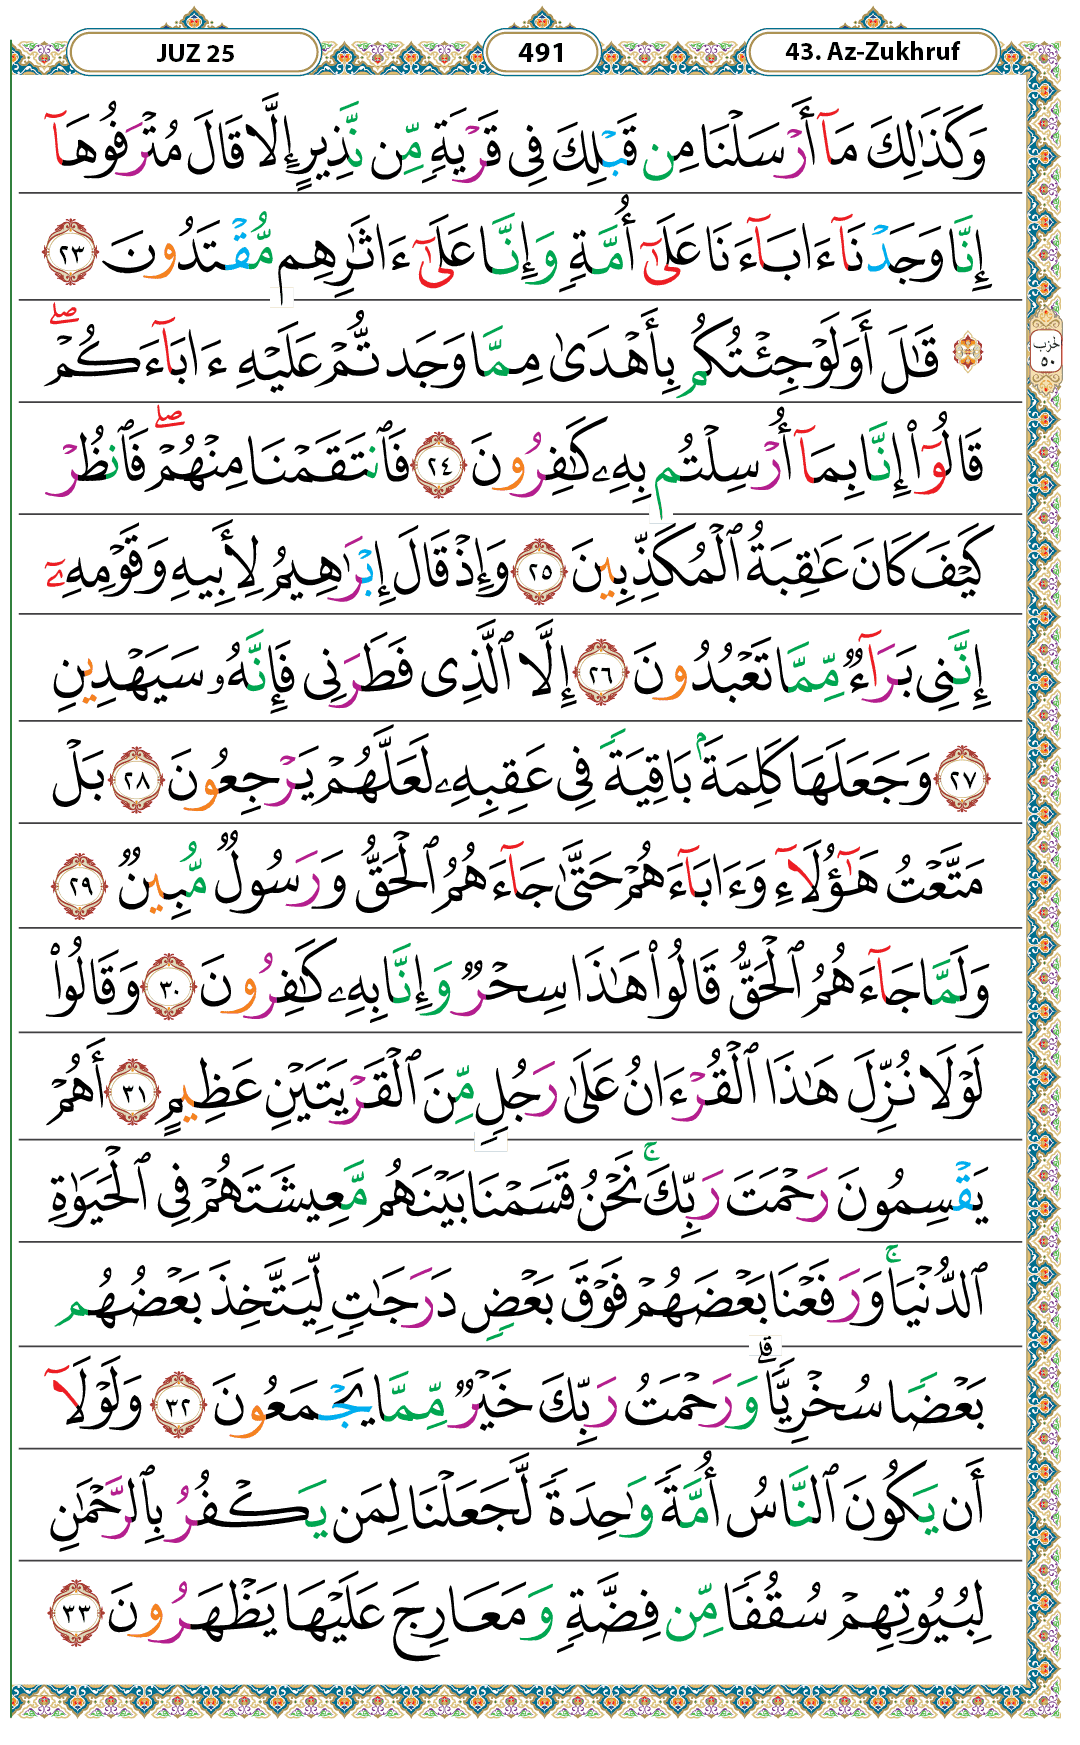 JUZ 25
491
43. Az-Zukhruf
وَكَذَٰلِكَ مَآ أَرْسَلْنَا مِن قَبْلِكَ فِى قَرْيَةٍ مِّن نَّذِيرٍ إِلَّا قَالَ مُتْرَفُوهَآ
إِنَّا وَجَدْنَآ ءَابَآءَنَا عَلَىٰٓ أُمَّةٍ وَإِنَّا عَلَىٰٓ ءَاثَٰرِهِم مُّقْتَدُونَ ٢٣
۞ قَٰلَ أَوَلَوْ جِئْتُكُم بِأَهْدَىٰ مِمَّا وَجَدتُّمْ عَلَيْهِ ءَابَآءَكُمْ ۖ
حزب ٥٠
قَالُوٓا۟ إِنَّا بِمَآ أُرْسِلْتُم بِهِۦ كَٰفِرُونَ ٢٤ فَٱنتَقَمْنَا مِنْهُمْ ۖ فَٱنظُرْ
كَيْفَ كَانَ عَٰقِبَةُ ٱلْمُكَذِّبِينَ ٢٥ وَإِذْ قَالَ إِبْرَٰهِيمُ لِأَبِيهِ وَقَوْمِهِۦٓ
إِنَّنِى بَرَآءٌ مِّمَّا تَعْبُدُونَ ٢٦ إِلَّا ٱلَّذِى فَطَرَنِى فَإِنَّهُۥ سَيَهْدِينِ
٢٧ وَجَعَلَهَا كَلِمَةًۢ بَاقِيَةً فِى عَقِبِهِۦ لَعَلَّهُمْ يَرْجِعُونَ ٢٨ بَلْ
مَتَّعْتُ هَٰٓؤُلَآءِ وَءَابَآءَهُمْ حَتَّىٰ جَآءَهُمُ ٱلْحَقُّ وَرَسُولٌ مُّبِينٌ ٢٩
وَلَمَّا جَآءَهُمُ ٱلْحَقُّ قَالُوا۟ هَٰذَا سِحْرٌ وَإِنَّا بِهِۦ كَٰفِرُونَ ٣٠ وَقَالُوا۟
لَوْلَا نُزِّلَ هَٰذَا ٱلْقُرْءَانُ عَلَىٰ رَجُلٍ مِّنَ ٱلْقَرْيَتَيْنِ عَظِيمٍ ٣١ أَهُمْ
يَقْسِمُونَ رَحْمَتَ رَبِّكَ ۚ نَحْنُ قَسَمْنَا بَيْنَهُم مَّعِيشَتَهُمْ فِى ٱلْحَيَوٰةِ
ٱلدُّنْيَا ۚ وَرَفَعْنَا بَعْضَهُمْ فَوْقَ بَعْضٍ دَرَجَٰتٍ لِّيَتَّخِذَ بَعْضُهُم
بَعْضًا سُخْرِيًّا ۗ وَرَحْمَتُ رَبِّكَ خَيْرٌ مِّمَّا يَجْمَعُونَ ٣٢ وَلَوْلَآ
أَن يَكُونَ ٱلنَّاسُ أُمَّةً وَٰحِدَةً لَّجَعَلْنَا لِمَن يَكْفُرُ بِٱلرَّحْمَٰنِ
لِبُيُوتِهِمْ سُقُفًا مِّن فِضَّةٍ وَمَعَارِجَ عَلَيْهَا يَظْهَرُونَ ٣٣